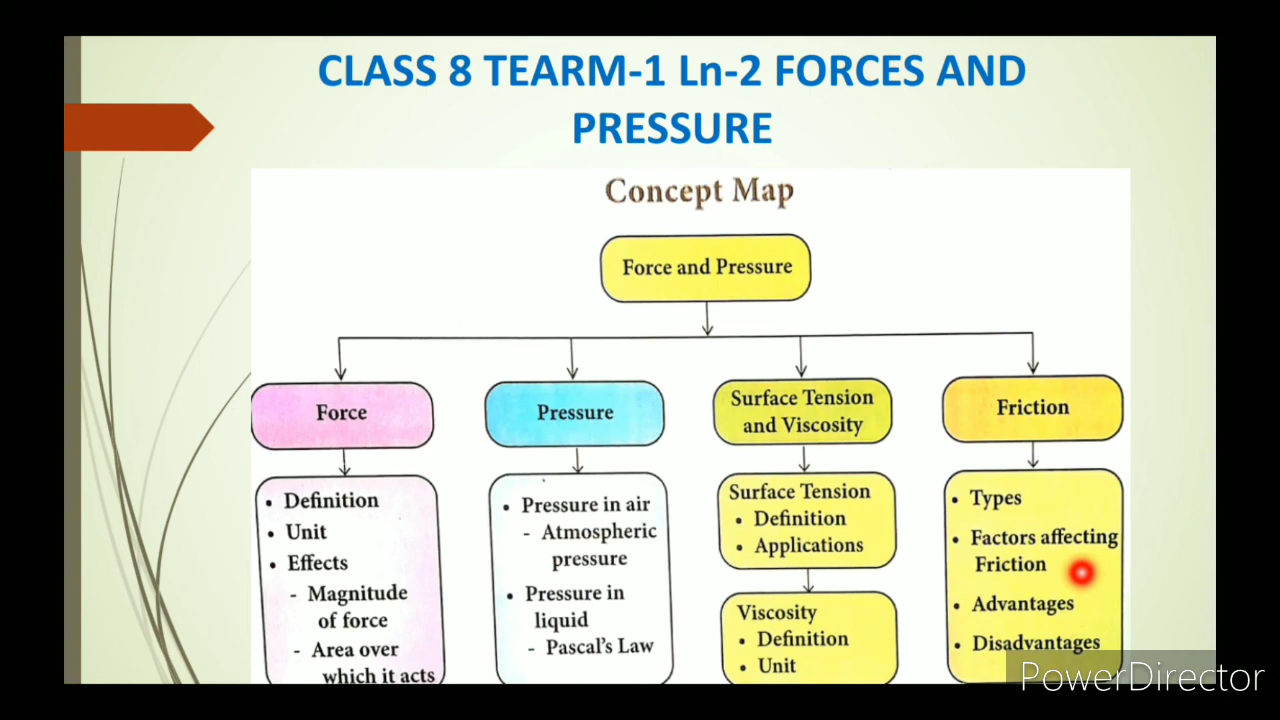 CLASS 8 TEARM-1 Ln-2 FORCES AND
PRESSURE
Concept Map
Force and Pressure
Force
• Definition
• Unit
• Effects
- Magnitude
of force
- Area over
which it acts
Pressure
• Pressure in air
- Atmospheric
pressure
• Pressure in
liquid
- Pascal's Law
Surface Tension
and Viscosity
Surface Tension
• Definition
• Applications
Viscosity
• Definition
• Unit
Friction
• Types
• Factors affecting
Friction
• Advantages
• Disadvantages
PowerDirector